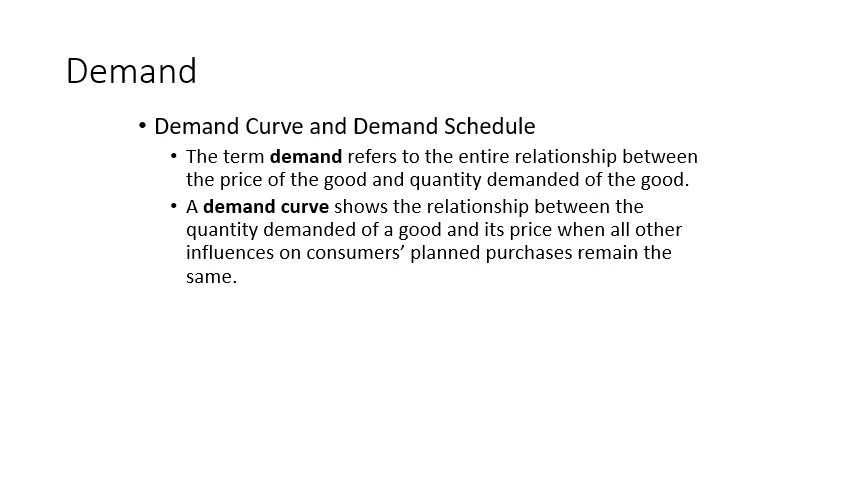 Demand
• Demand Curve and Demand Schedule
• The term demand refers to the entire relationship between
the price of the good and quantity demanded of the good.
• A demand curve shows the relationship between the
quantity demanded of a good and its price when all other
influences on consumers’ planned purchases remain the
same.